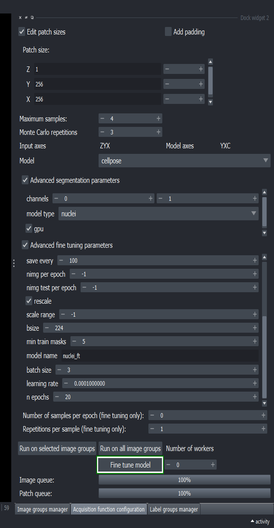 Dock widget 2
Edit patch sizes Add padding
Patch size:
Z 1
Y 256
X 256
Maximum samples: 4
Monte Carlo repetitions 3
Input axes ZYX Model axes YXC
Model cellpose
Advanced segmentation parameters
channels 0 1
model type nuclei
gpu
Advanced fine tuning parameters
save every 100
nimg per epoch -1
nimg test per epoch -1
rescale
scale range -1
bsize 224
min train masks 5
model name nuclei_ft
batch size 3
learning rate 0.0001000000
n epochs 20
Number of samples per epoch (fine tuning only): 0
Repetitions per sample (fine tuning only): 1
Run on selected image groups Run on all image groups Number of workers
Fine tune model 0
Image queue: 100%
Patch queue: 100%
59 Image groups manager Acquisition function configuration Label groups manager
activity